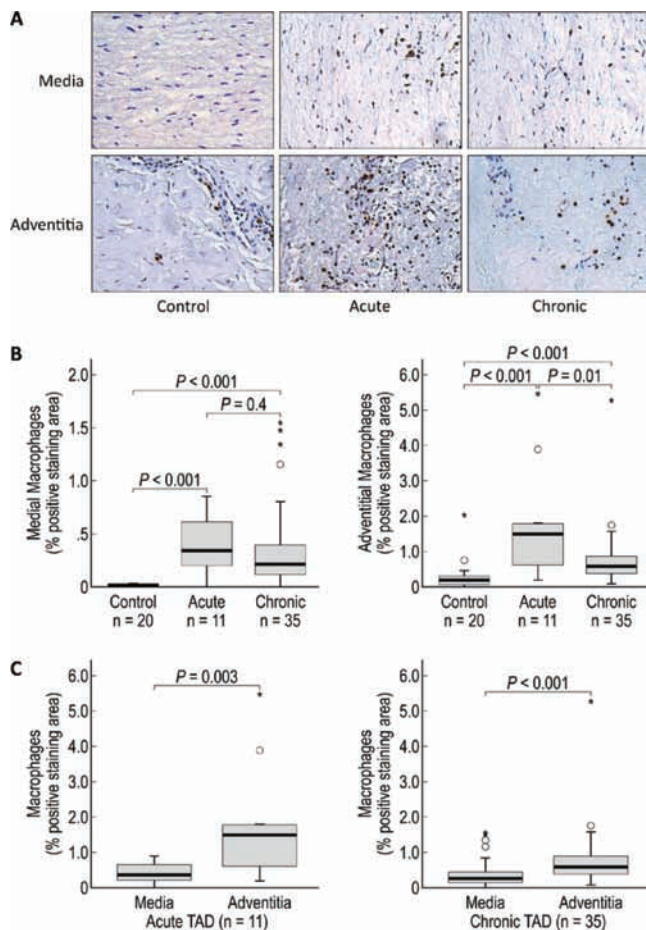 A
Media
Adventitia
Control Acute Chronic
B
Medial Macrophages
(% positive staining area)
2.0
1.5
1.0
.5
0
P < 0.001
P = 0.4
P < 0.001
Control Acute Chronic
n = 20 n = 11 n = 35
Adventitial Macrophages
(% positive staining area)
6.0
5.0
4.0
3.0
2.0
1.0
0
P < 0.001
P < 0.001 P = 0.01
Control Acute Chronic
n = 20 n = 11 n = 35
C
Macrophages
(% positive staining area)
6.0
5.0
4.0
3.0
2.0
1.0
0
P = 0.003
Media Adventitia
Acute TAD (n = 11)
Macrophages
(% positive staining area)
6.0
5.0
4.0
3.0
2.0
1.0
0
P < 0.001
Media Adventitia
Chronic TAD (n = 35)